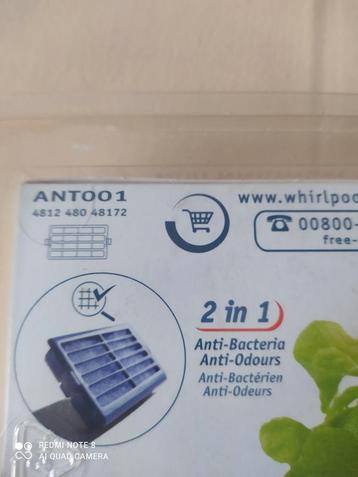 ANT001
4812 480 48172
www.whirlpoo
00800-
free-
2 in 1
Anti-Bacteria
Anti-Odours
Anti-Bactérien
Anti-Odeurs
REDMI NOTE 8
AI QUAD CAMERA